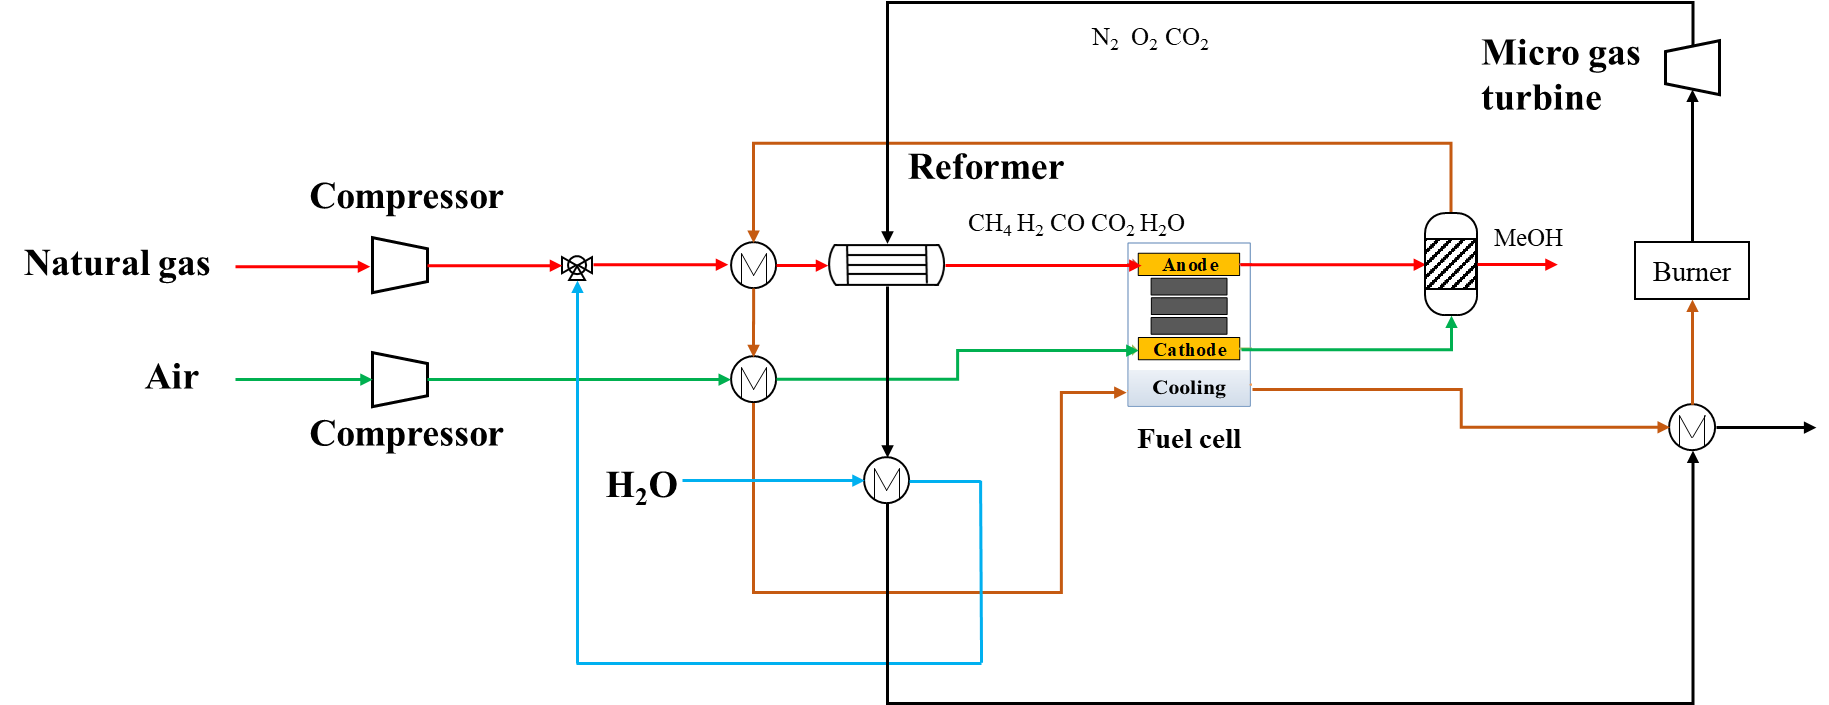 N₂ O₂ CO₂
Micro gas
turbine
Reformer
Compressor
CH₄ H₂ CO CO₂ H₂O
MeOH
Natural gas
Anode
Burner
Cathode
Air
Cooling
Compressor
Fuel cell
H₂O